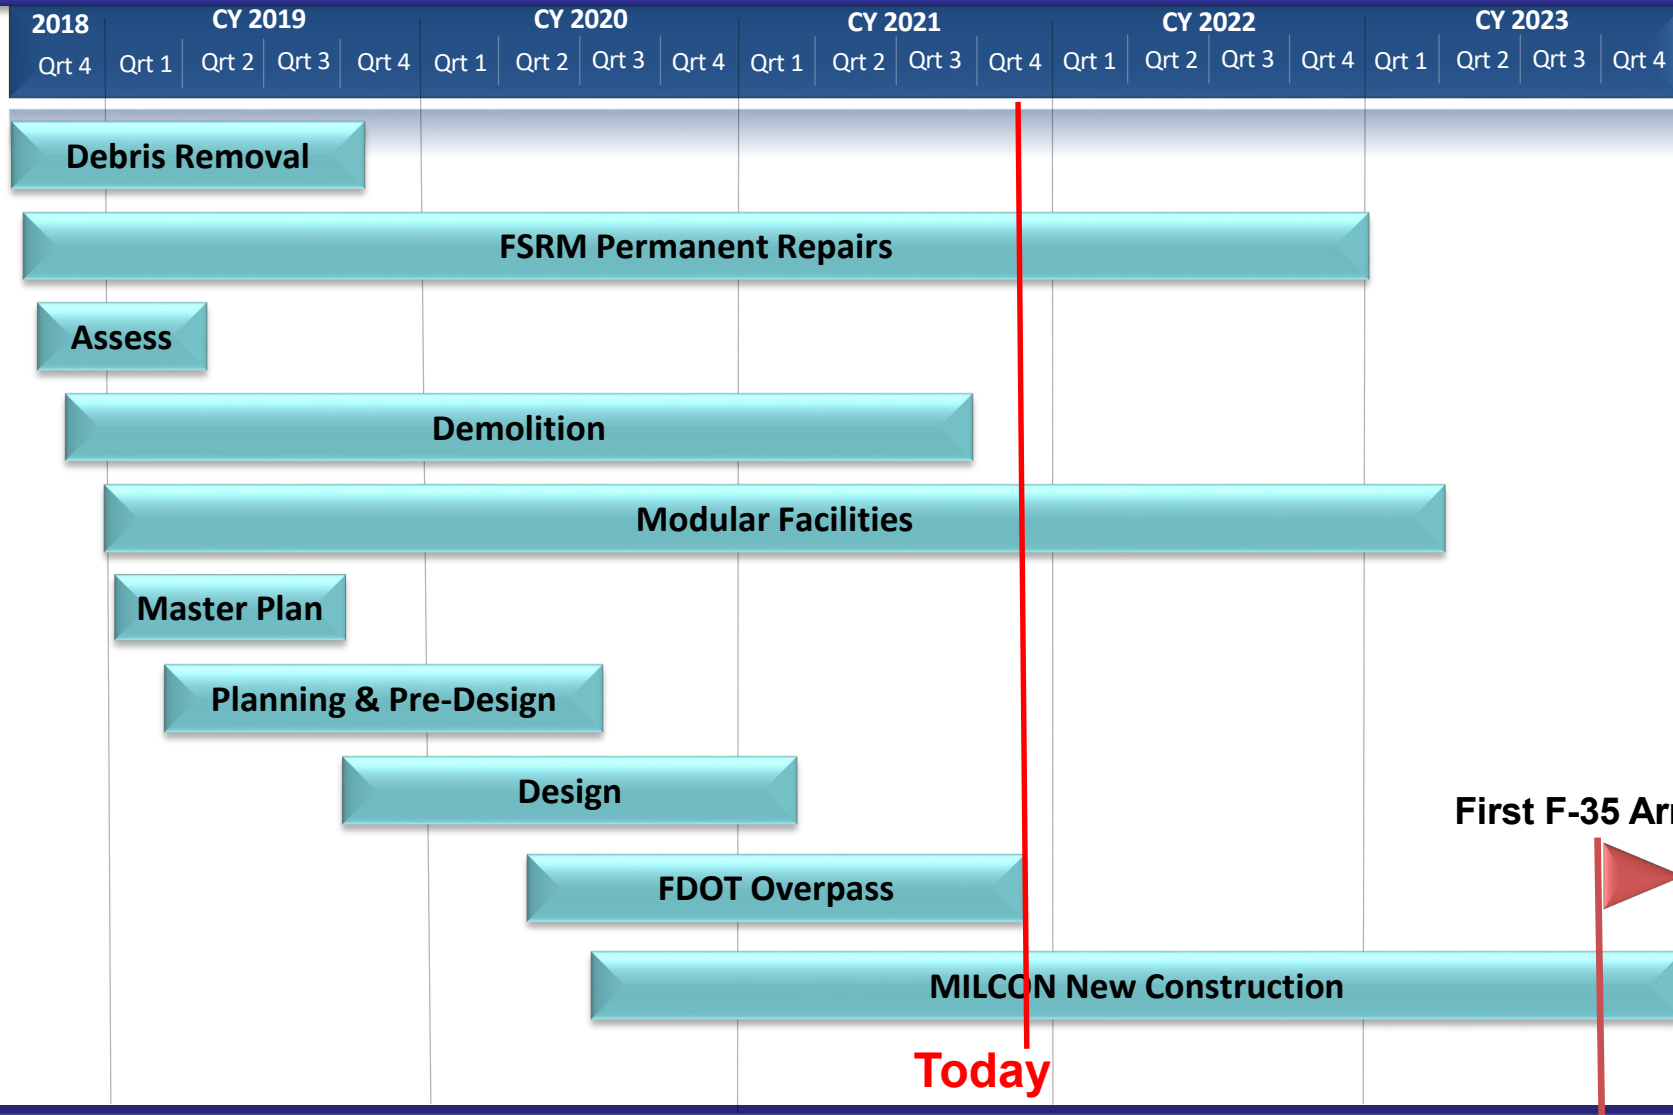 2018 CY 2019 CY 2020 CY 2021 CY 2022 CY 2023
Qrt 4 Qrt 1 Qrt 2 Qrt 3 Qrt 4 Qrt 1 Qrt 2 Qrt 3 Qrt 4 Qrt 1 Qrt 2 Qrt 3 Qrt 4 Qrt 1 Qrt 2 Qrt 3 Qrt 4 Qrt 1 Qrt 2 Qrt 3 Qrt 4
Debris Removal
FSRM Permanent Repairs
Assess
Demolition
Modular Facilities
Master Plan
Planning & Pre-Design
Design
First F-35
FDOT Overpass
MILCON New Construction
Today